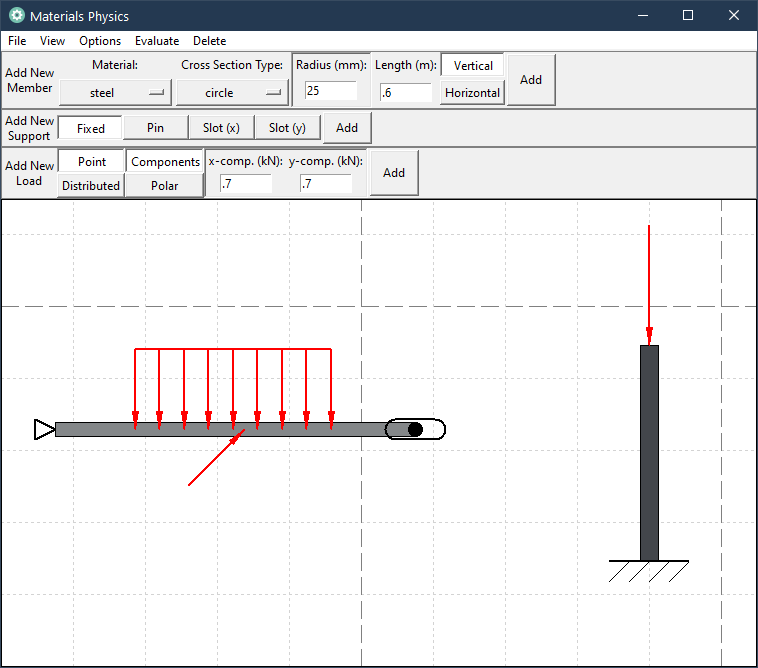 Materials Physics
File View Options Evaluate Delete
Add New Member
Material:
steel
Cross Section Type:
circle
Radius (mm):
25
Length (m):
.6
Vertical
Horizontal
Add
Add New Support
Fixed
Pin
Slot (x)
Slot (y)
Add
Add New Load
Point
Distributed
Components
Polar
x-comp. (kN):
.7
y-comp. (kN):
.7
Add